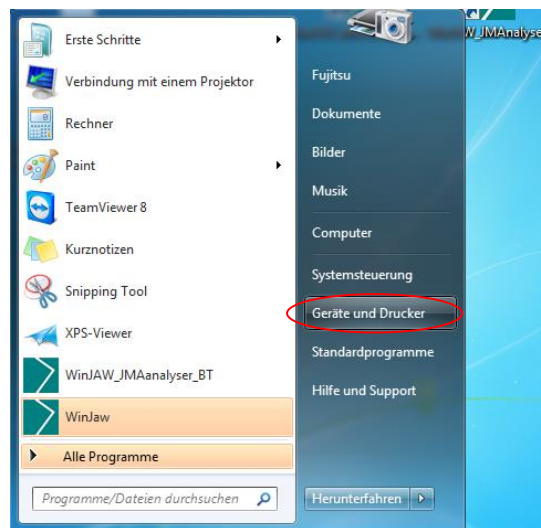 Erste Schritte
Verbindung mit einem Projektor
Rechner
Paint
TeamViewer 8
Kurznotizen
Snipping Tool
XPS-Viewer
WinJAW_JMAanalyser_BT
WinJaw
Alle Programme
Programme/Dateien durchsuchen
Fujitsu
Dokumente
Bilder
Musik
Computer
Systemsteuerung
Geräte und Drucker
Standardprogramme
Hilfe und Support
Herunterfahren
W_JMAnalyse